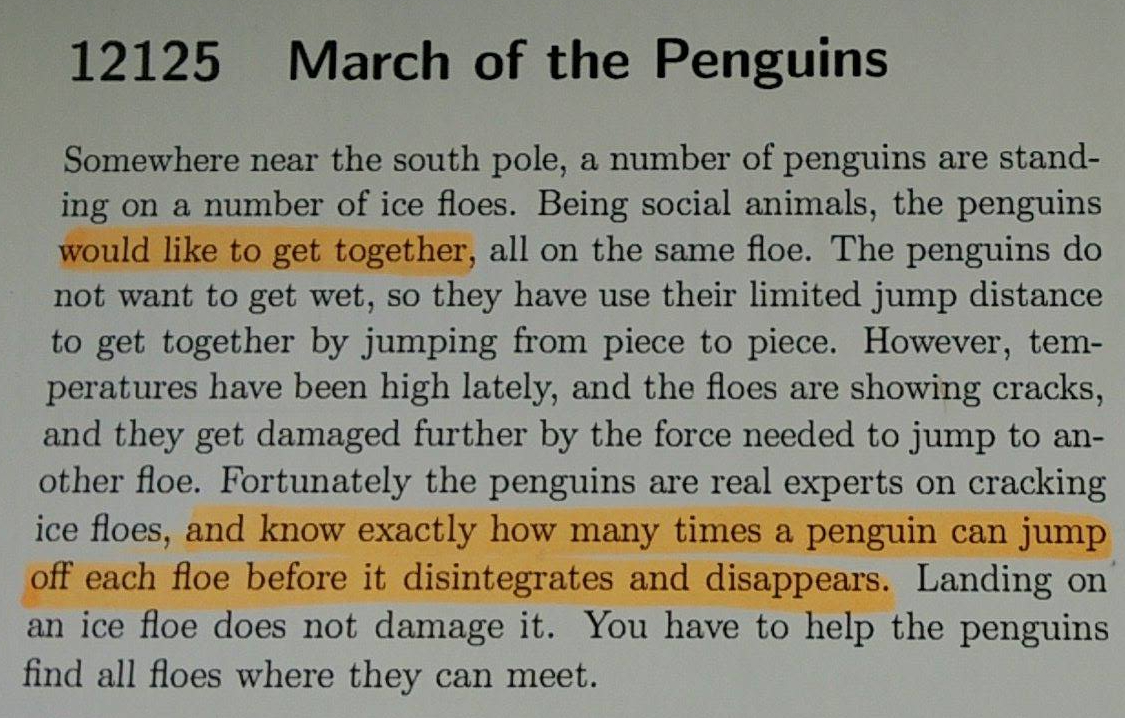 12125 March of the Penguins
Somewhere near the south pole, a number of penguins are stand-
ing on a number of ice floes. Being social animals, the penguins
would like to get together, all on the same floe. The penguins do
not want to get wet, so they have use their limited jump distance
to get together by jumping from piece to piece. However, tem-
peratures have been high lately, and the floes are showing cracks,
and they get damaged further by the force needed to jump to an-
other floe. Fortunately the penguins are real experts on cracking
ice floes, and know exactly how many times a penguin can jump
off each floe before it disintegrates and disappears. Landing on
an ice floe does not damage it. You have to help the penguins
find all floes where they can meet.